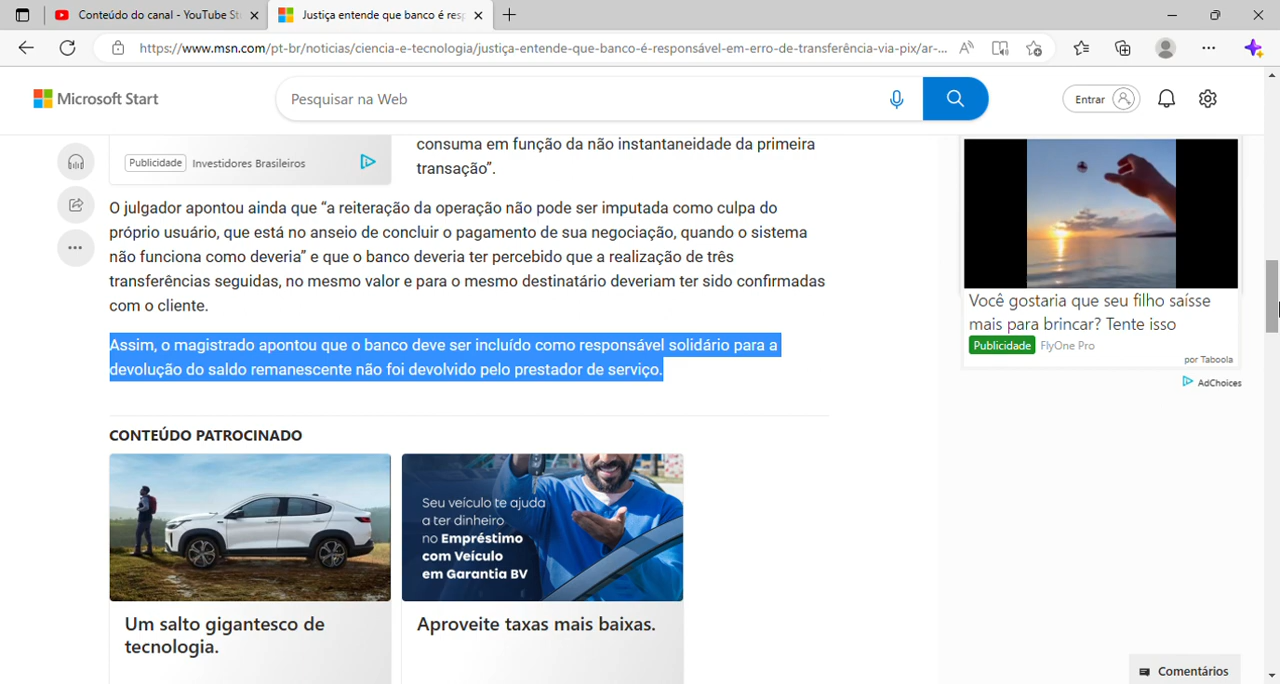 Conteúdo do canal - YouTube St
Justiça entende que banco é resp
https://www.msn.com/pt-br/noticias/ciencia-e-tecnologia/justiça-entende-que-banco-é-responsável-em-erro-de-transferência-via-pix/ar-...
Microsoft Start
Pesquisar na Web
Entrar
Publicidade Investidores Brasileiros
consuma em função da não instantaneidade da primeira
transação”.
O julgador apontou ainda que “a reiteração da operação não pode ser imputada como culpa do
próprio usuário, que está no anseio de concluir o pagamento de sua negociação, quando o sistema
não funciona como deveria” e que o banco deveria ter percebido que a realização de três
transferências seguidas, no mesmo valor e para o mesmo destinatário deveriam ter sido confirmadas
com o cliente.
Assim, o magistrado apontou que o banco deve ser incluído como responsável solidário para a
devolução do saldo remanescente não foi devolvido pelo prestador de serviço.
CONTEÚDO PATROCINADO
Seu veículo te ajuda
a ter dinheiro
no Empréstimo
com Veículo
em Garantia BV
Um salto gigantesco de
tecnologia.
Aproveite taxas mais baixas.
Você gostaria que seu filho saísse
mais para brincar? Tente isso
Publicidade FlyOne Pro
por Taboola
AdChoices
Comentários